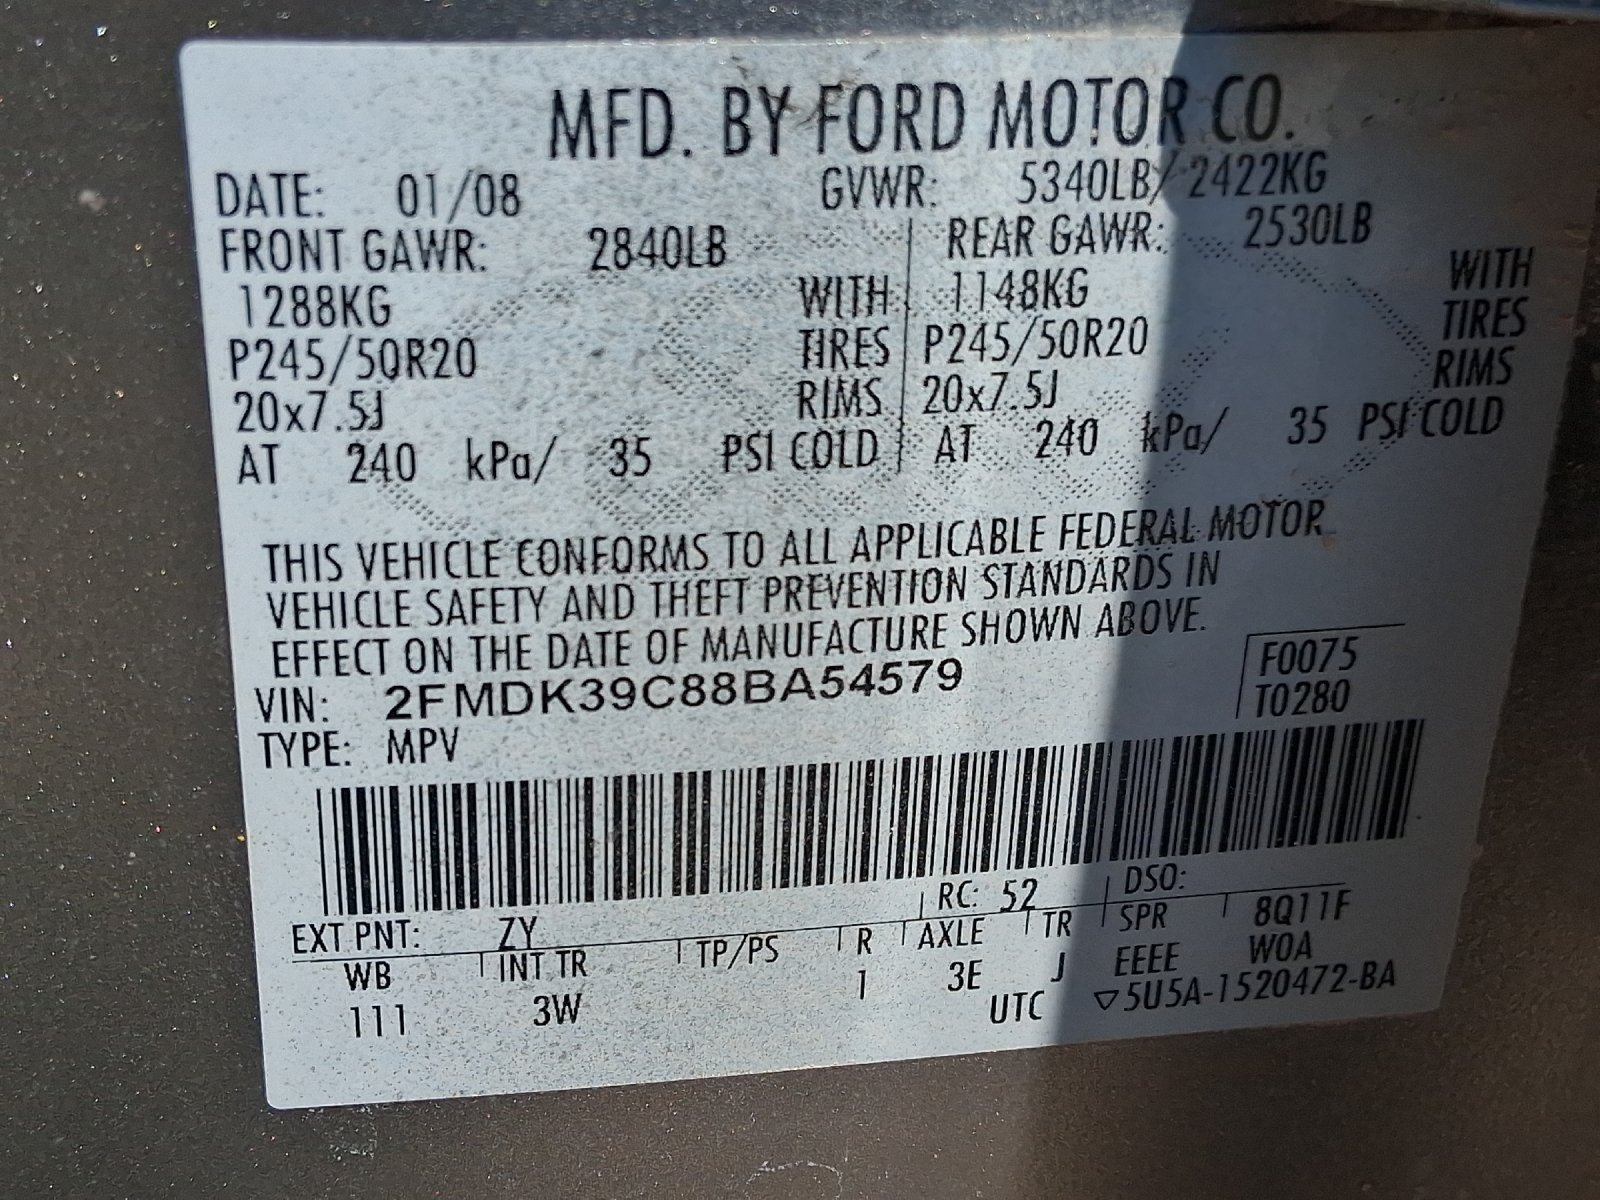 MFD. BY FORD MOTOR CO.
DATE: 01/08 GVWR: 5340LB/ 2422KG
FRONT GAWR: 2840LB REAR GAWR: 2530LB
1288KG WITH 1148KG WITH
P245/50R20 TIRES P245/50R20 TIRES
20x7.5J RIMS 20x7.5J RIMS
AT 240 kPa/ 35 PSI COLD AT 240 kPa/ 35 PSI COLD
THIS VEHICLE CONFORMS TO ALL APPLICABLE FEDERAL MOTOR
VEHICLE SAFETY AND THEFT PREVENTION STANDARDS IN
EFFECT ON THE DATE OF MANUFACTURE SHOWN ABOVE.
VIN: 2FMDK39C88BA54579 F0075
TYPE: MPV T0280
EXT PNT: ZY RC: 52 DSO:
WB INT TR TP/PS R AXLE TR SPR 8Q11F
111 3W 1 3E J EEEE W0A
UTC ▽5U5A-1520472-BA